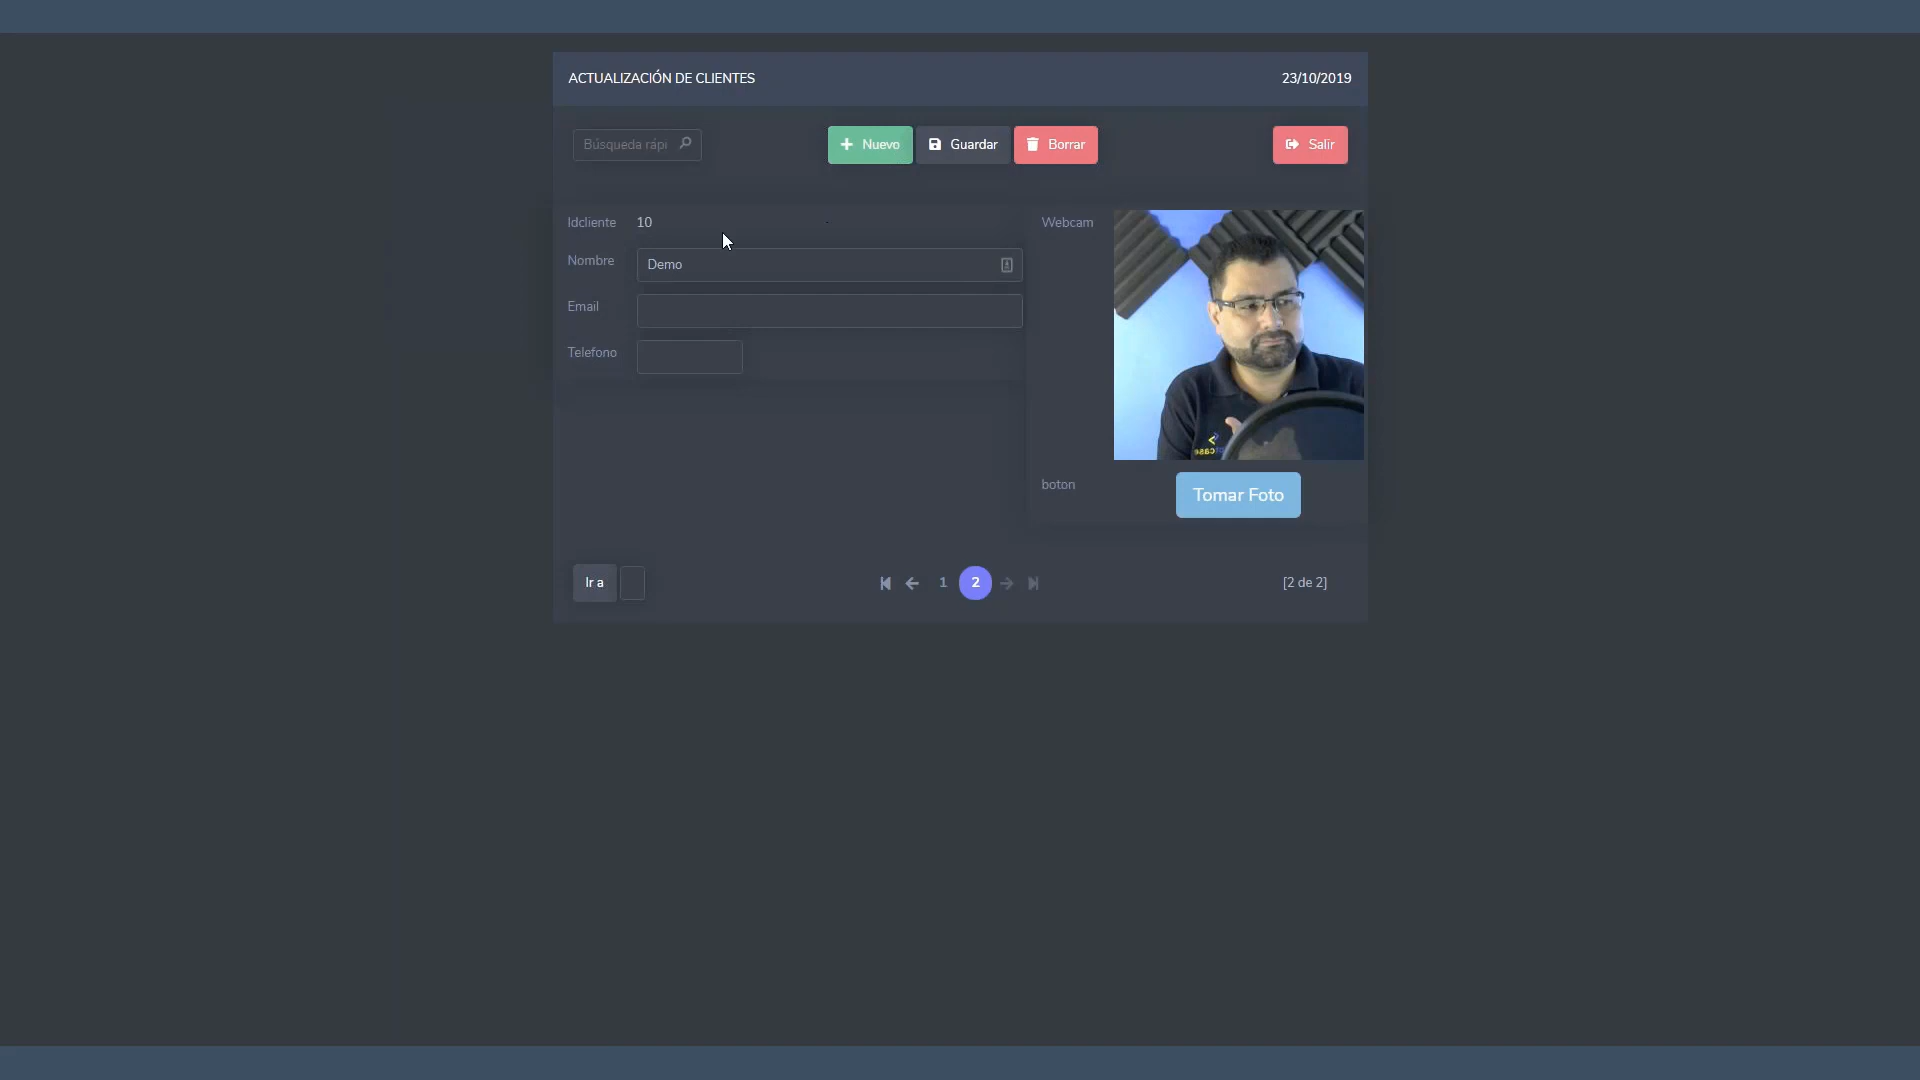 ACTUALIZACIÓN DE CLIENTES 23/10/2019
Búsqueda rápi Nuevo Guardar Borrar Salir
Idcliente 10
Nombre Demo
Email
Telefono
Webcam
boton Tomar Foto
Ir a 1 2 [2 de 2]